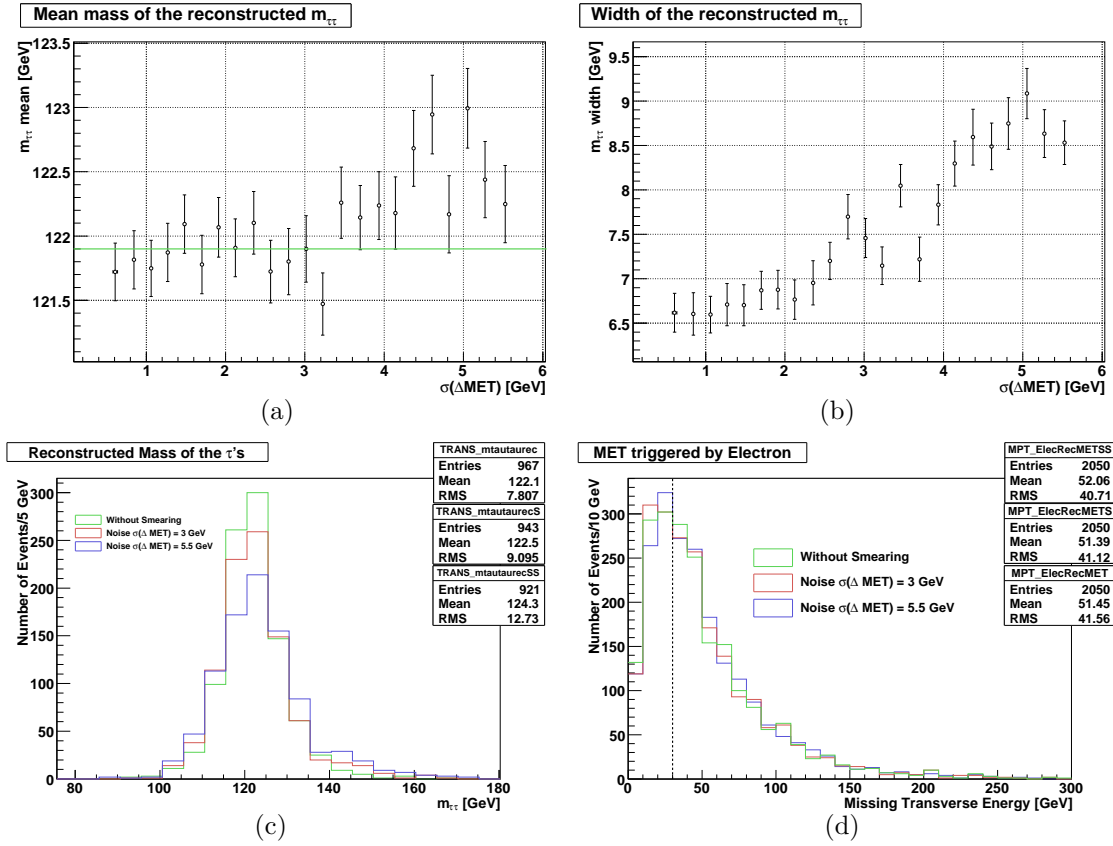 Mean mass of the reconstructed mττ
mττ mean [GeV]
123.5
123
122.5
122
121.5
1 2 3 4 5 6
σ(ΔMET) [GeV]
(a)
Width of the reconstructed mττ
mττ width [GeV]
9.5
9
8.5
8
7.5
7
6.5
1 2 3 4 5 6
σ(ΔMET) [GeV]
(b)
Reconstructed Mass of the τ's
Number of Events/5 GeV
300
250
200
150
100
50
0
80 100 120 140 160 180
mττ [GeV]
Without Smearing
Noise σ(Δ MET) = 3 GeV
Noise σ(Δ MET) = 5.5 GeV
TRANS_mtautaurec
Entries 967
Mean 122.1
RMS 7.807
TRANS_mtautaurecS
Entries 943
Mean 122.5
RMS 9.095
TRANS_mtautaurecSS
Entries 921
Mean 124.3
RMS 12.73
(c)
MET triggered by Electron
Number of Events/10 GeV
300
250
200
150
100
50
0
0 50 100 150 200 250 300
Missing Transverse Energy [GeV]
Without Smearing
Noise σ(Δ MET) = 3 GeV
Noise σ(Δ MET) = 5.5 GeV
MPT_ElecRecMETSS
Entries 2050
Mean 52.06
RMS 40.71
MPT_ElecRecMETS
Entries 2050
Mean 51.39
RMS 41.12
MPT_ElecRecMET
Entries 2050
Mean 51.45
RMS 41.56
(d)